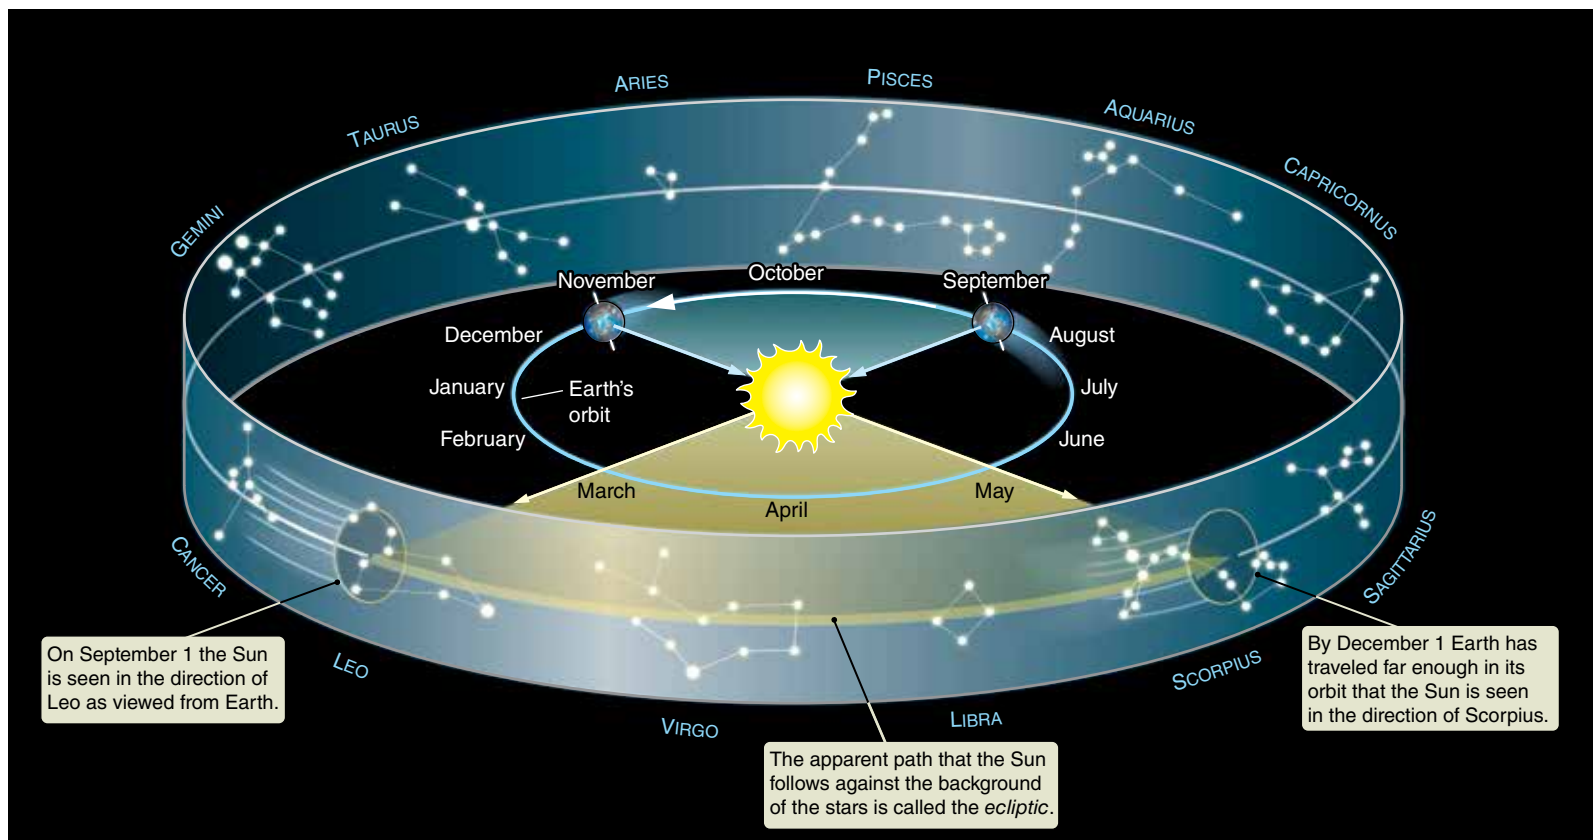 ARIES
PISCES
TAURUS
AQUARIUS
GEMINI
CAPRICORNUS
November
October
September
December
August
January
Earth's
orbit
July
February
June
March
May
April
CANCER
SAGITTARIUS
LEO
SCORPIUS
VIRGO
LIBRA
On September 1 the Sun
is seen in the direction of
Leo as viewed from Earth.
By December 1 Earth has
traveled far enough in its
orbit that the Sun is seen
in the direction of Scorpius.
The apparent path that the Sun
follows against the background
of the stars is called the ecliptic.